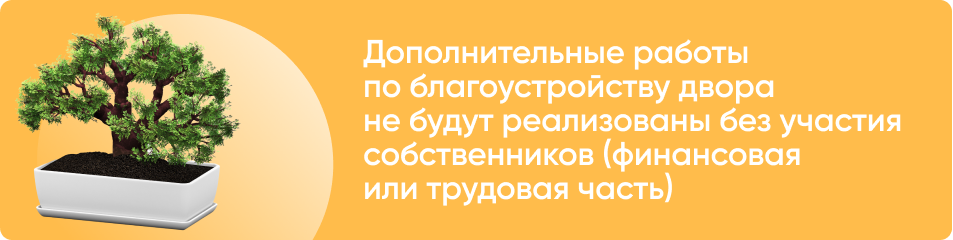 Дополнительные работы
по благоустройству двора
не будут реализованы без участия
собственников (финансовая
или трудовая часть)